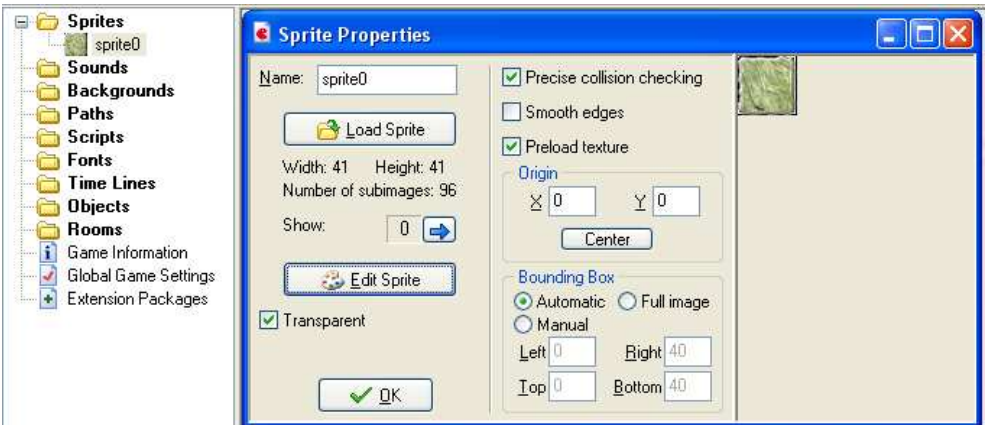 Sprites
sprite0
Sounds
Backgrounds
Paths
Scripts
Fonts
Time Lines
Objects
Rooms
Game Information
Global Game Settings
Extension Packages
Sprite Properties
Name: sprite0
Load Sprite
Width: 41 Height: 41
Number of subimages: 96
Show: 0
Edit Sprite
Transparent
OK
Precise collision checking
Smooth edges
Preload texture
Origin
X 0 Y 0
Center
Bounding Box
Automatic Full image
Manual
Left 0 Right 40
Top 0 Bottom 40